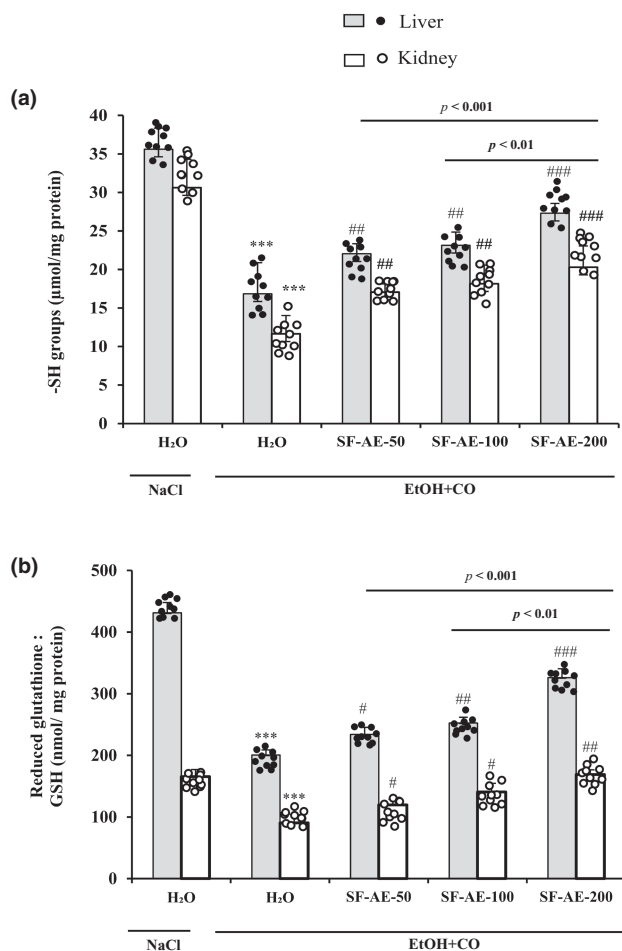 Liver
Kidney
(a)
p < 0.001
p < 0.01
###
##
##
###
##
##
***
***
-SH groups (µmol/mg protein)
40
35
30
25
20
15
10
5
0
H₂O
H₂O
SF-AE-50
SF-AE-100
SF-AE-200
NaCl
EtOH+CO
(b)
p < 0.001
p < 0.01
###
##
#
***
##
#
#
***
Reduced glutathione :
GSH (nmol/ mg protein)
500
400
300
200
100
0
H₂O
H₂O
SF-AE-50
SF-AE-100
SF-AE-200
NaCl
EtOH+CO